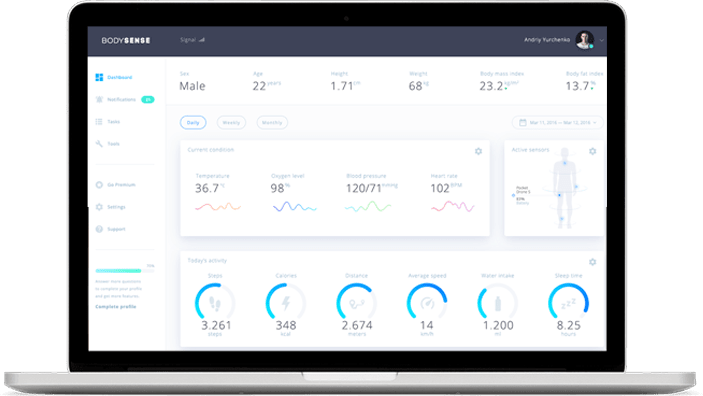 BODYSENSE
Signal
Andriy Yurchenko
Dashboard
Notifications
Tasks
Tools
Go Premium
Settings
Support
Answer more questions
to complete your profile
and get more features.
Complete profile
Sex
Male
Age
22 years
Height
1.71 cm
Weight
68 kg
Body mass index
23.2 kg/m²
Body fat index
13.7 %
Daily
Weekly
Monthly
Mar 11, 2016 — Mar 12, 2016
Current condition
Temperature
36.7 °C
Oxygen level
98 %
Blood pressure
120/71 mmHg
Heart rate
102 BPM
Active sensors
Today's activity
Steps
3.261
steps
Calories
348
kcal
Distance
2.674
meters
Average speed
14
km/h
Water intake
1.200
ml
Sleep time
8.25
hours